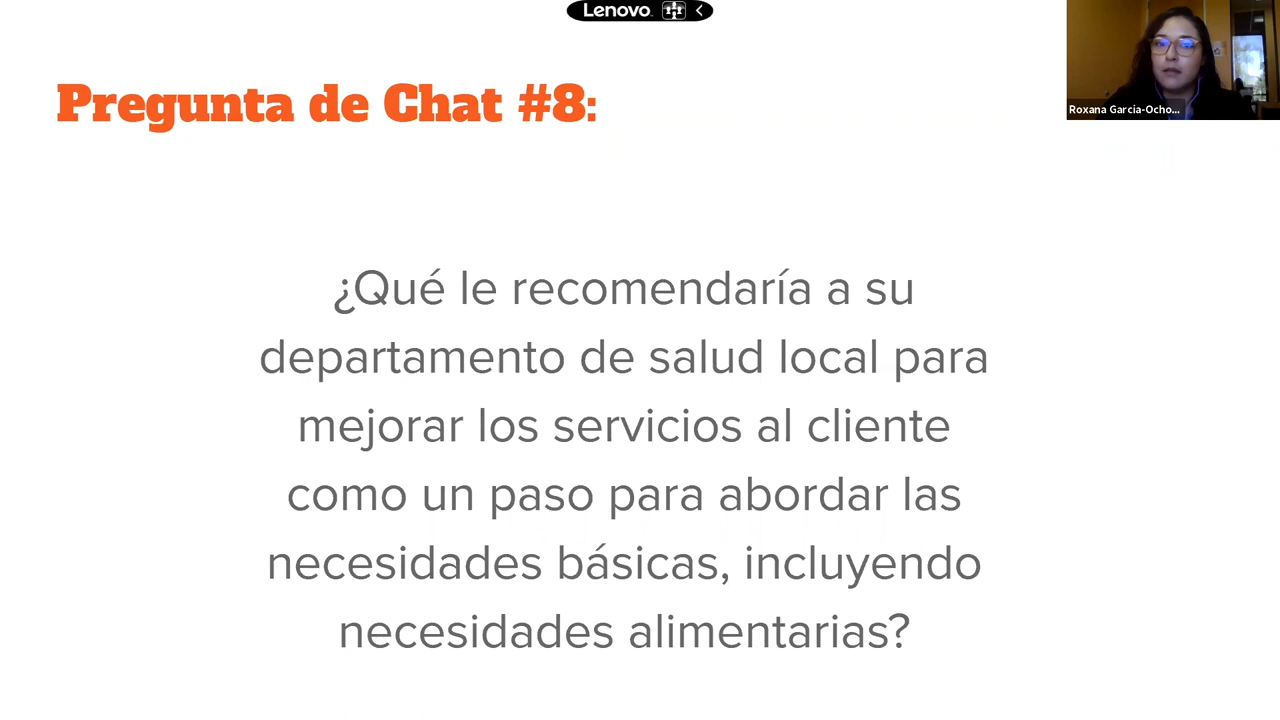 Lenovo
Pregunta de Chat #8:
Roxana Garcia-Ocho...
¿Qué le recomendaría a su
departamento de salud local para
mejorar los servicios al cliente
como un paso para abordar las
necesidades básicas, incluyendo
necesidades alimentarias?